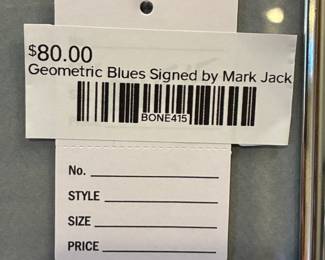 $80.00
Geometric Blues Signed by Mark Jack
BONE415
No.
STYLE
SIZE
PRICE